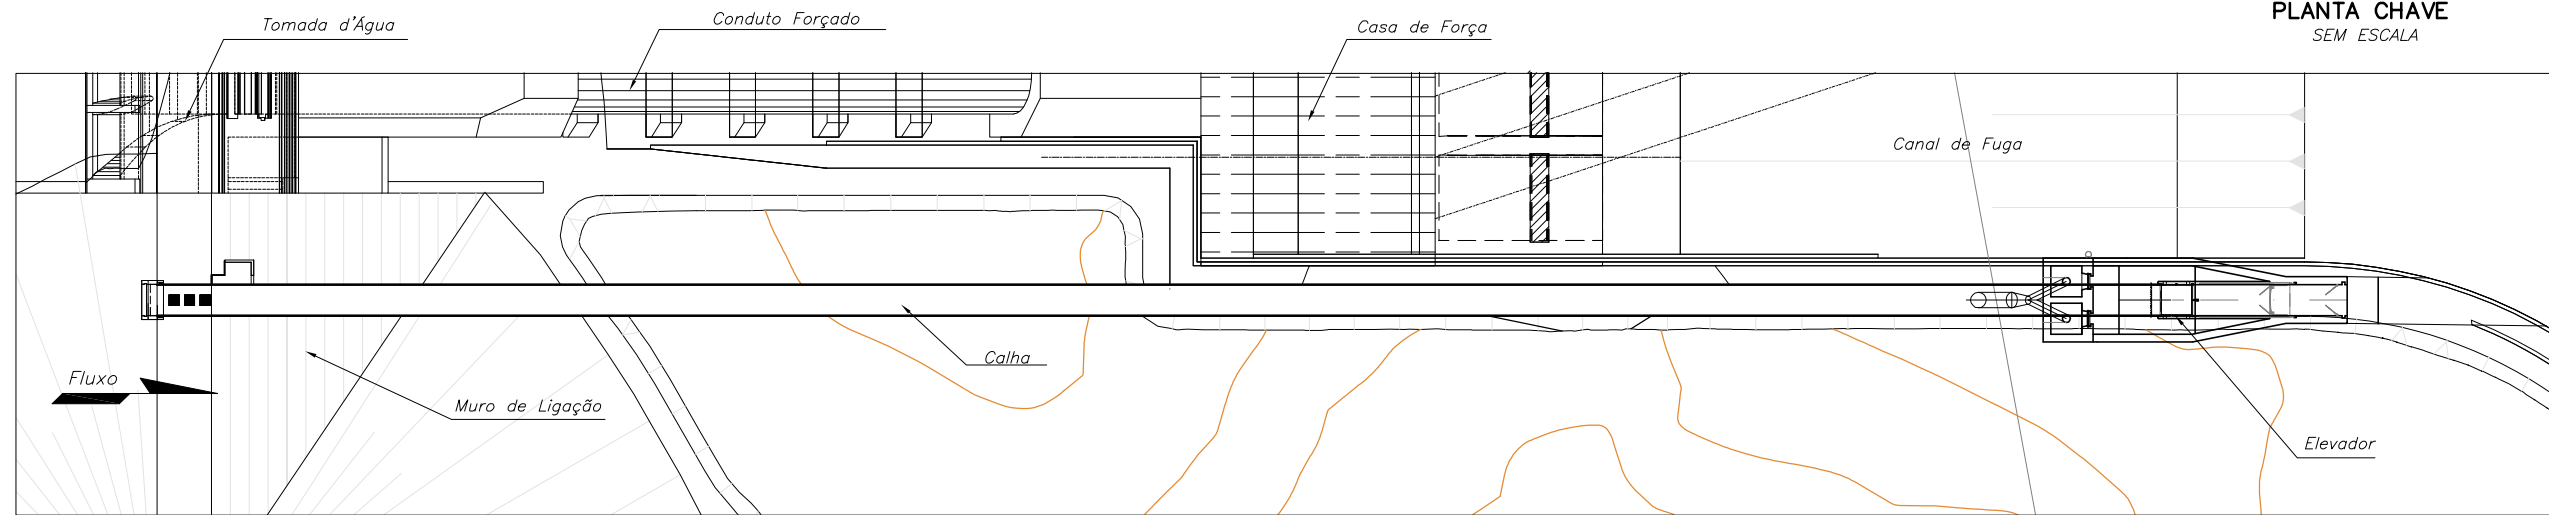 PLANTA CHAVE
SEM ESCALA
Tomada d'Água
Conduto Forçado
Casa de Força
Canal de Fuga
Calha
Fluxo
Muro de Ligação
Elevador